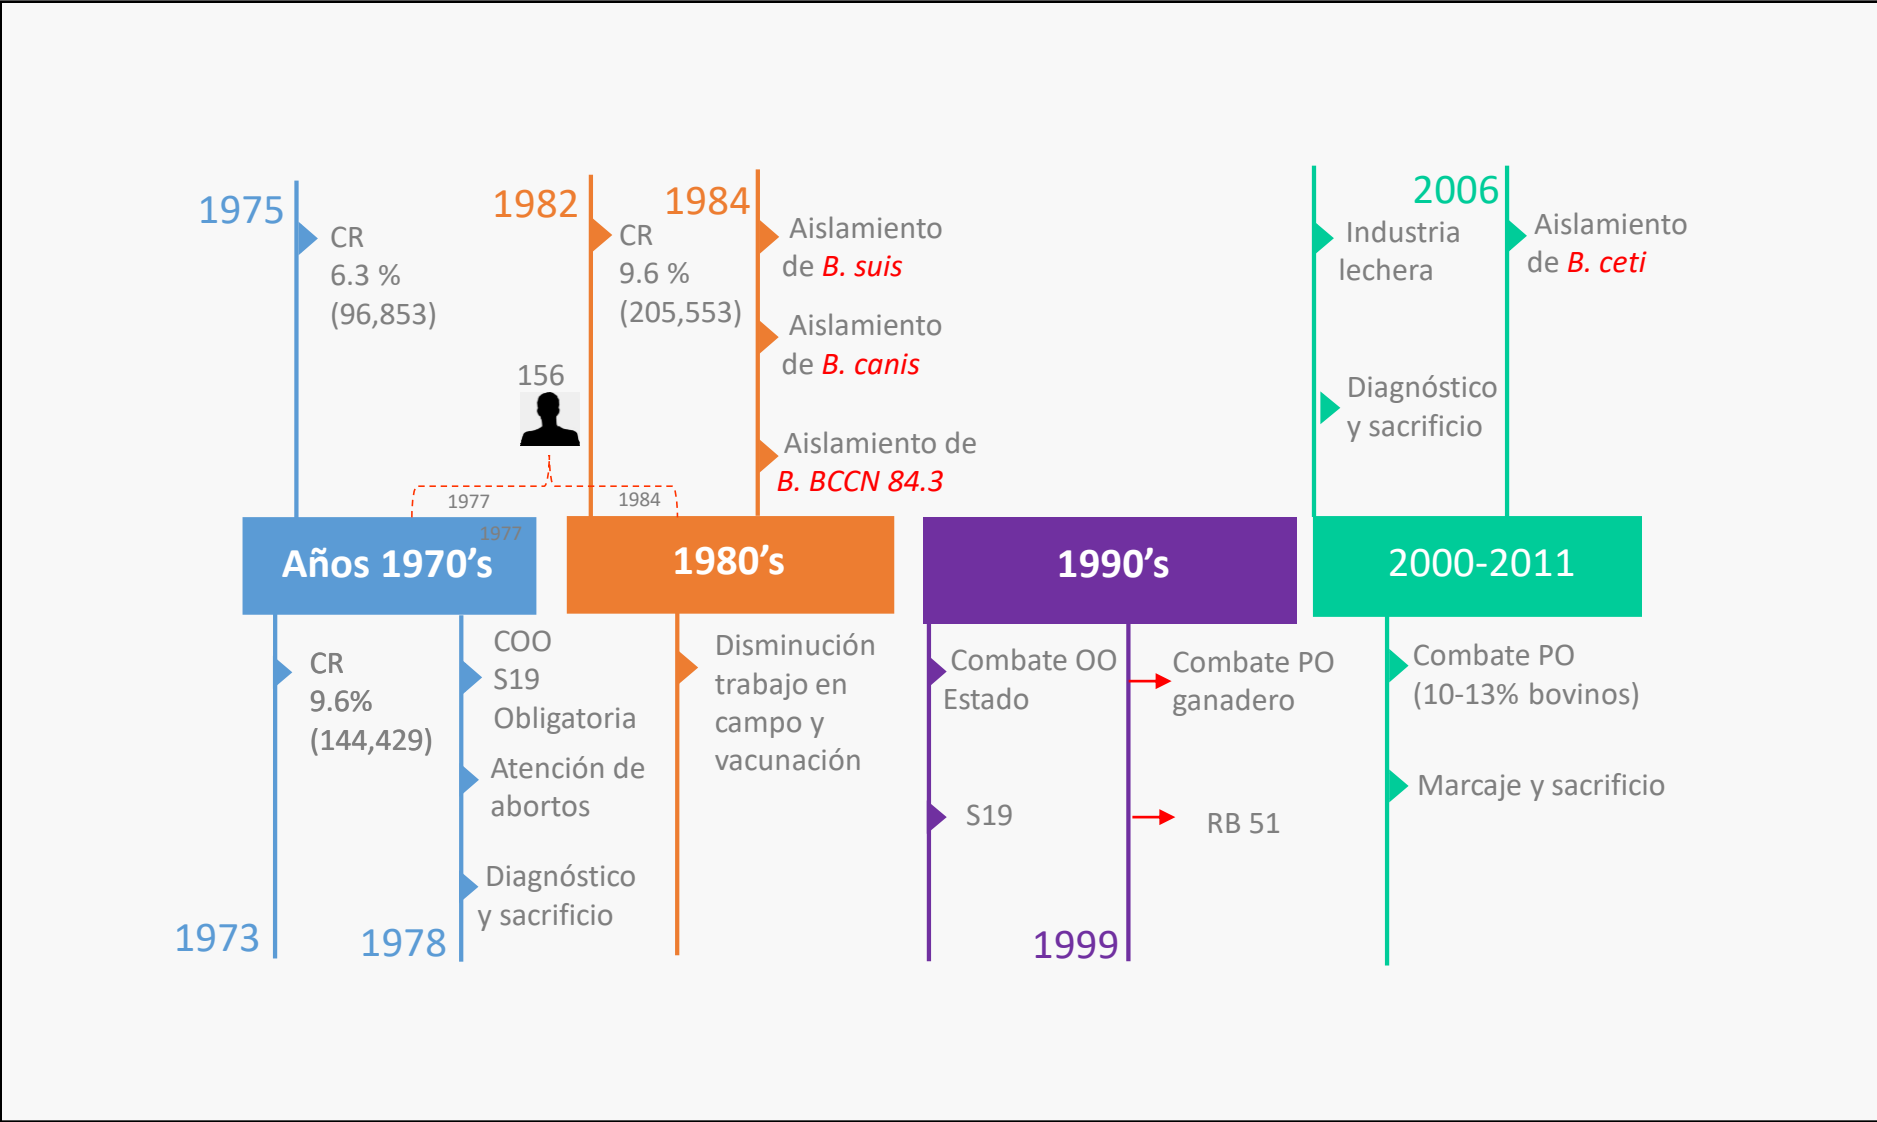 1975
CR
6.3 %
(96,853)
1982
CR
9.6 %
(205,553)
1984
Aislamiento
de B. suis
Aislamiento
de B. canis
Aislamiento de
B. BCCN 84.3
156
1977
1984
1977
Industria
lechera
Diagnóstico
y sacrificio
2006
Aislamiento
de B. ceti
Años 1970’s
1980’s
1990’s
2000-2011
CR
9.6%
(144,429)
1973
COO
S19
Obligatoria
Atención de
abortos
Diagnóstico
y sacrificio
1978
Disminución
trabajo en
campo y
vacunación
Combate OO
Estado
S19
Combate PO
ganadero
RB 51
1999
Combate PO
(10-13% bovinos)
Marcaje y sacrificio